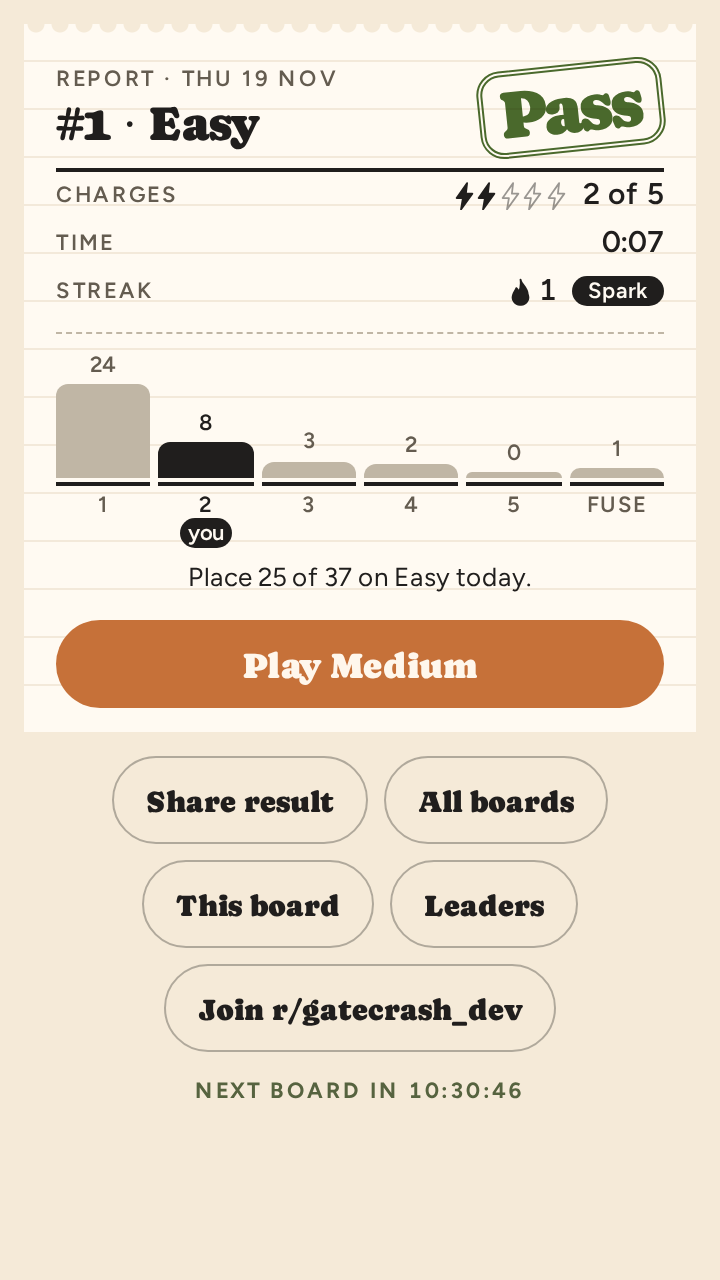 REPORT · THU 19 NOV
#1 · Easy
Pass
CHARGES 2 of 5
TIME 0:07
STREAK 1 Spark
24 8 3 2 0 1
1 2 3 4 5 FUSE
you
Place 25 of 37 on Easy today.
Play Medium
Share result All boards
This board Leaders
Join r/gatecrash_dev
NEXT BOARD IN 10:30:46